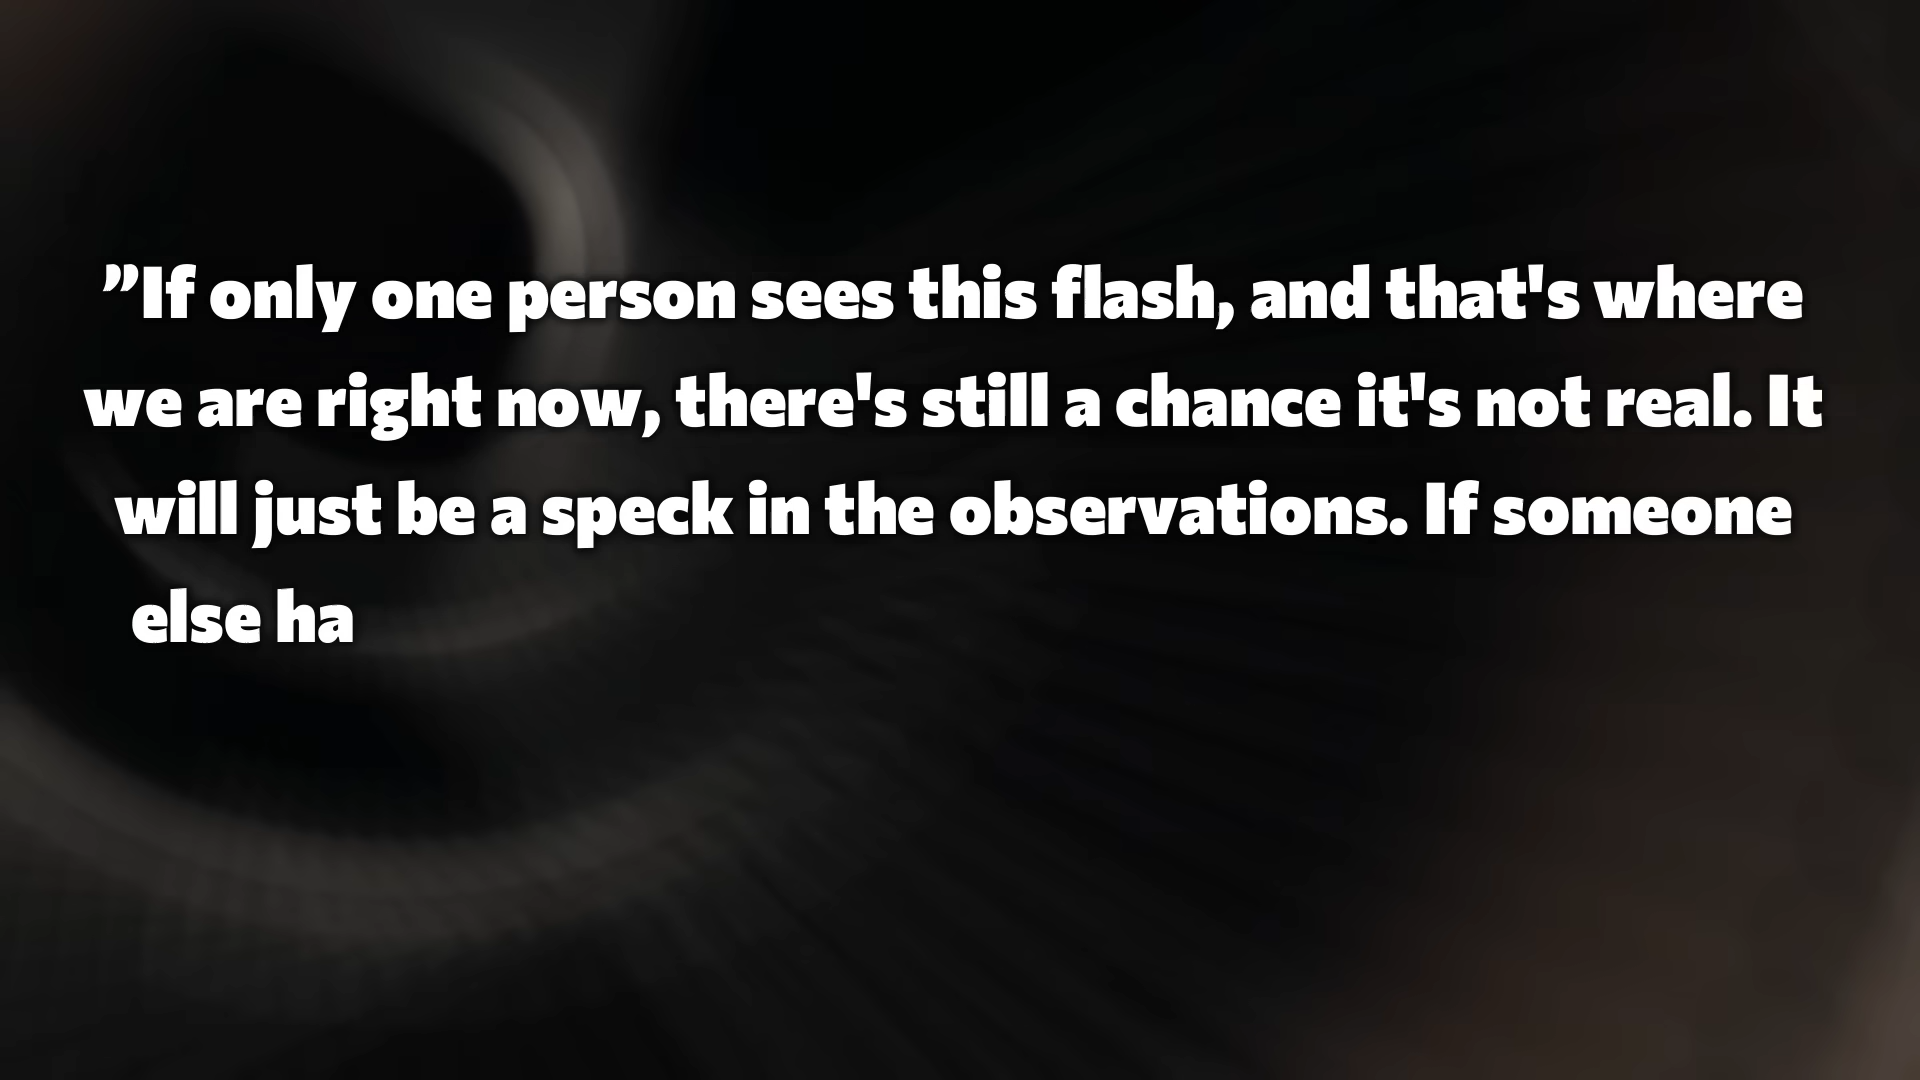 ”If only one person sees this flash, and that's where
we are right now, there's still a chance it's not real. It
will just be a speck in the observations. If someone
else ha